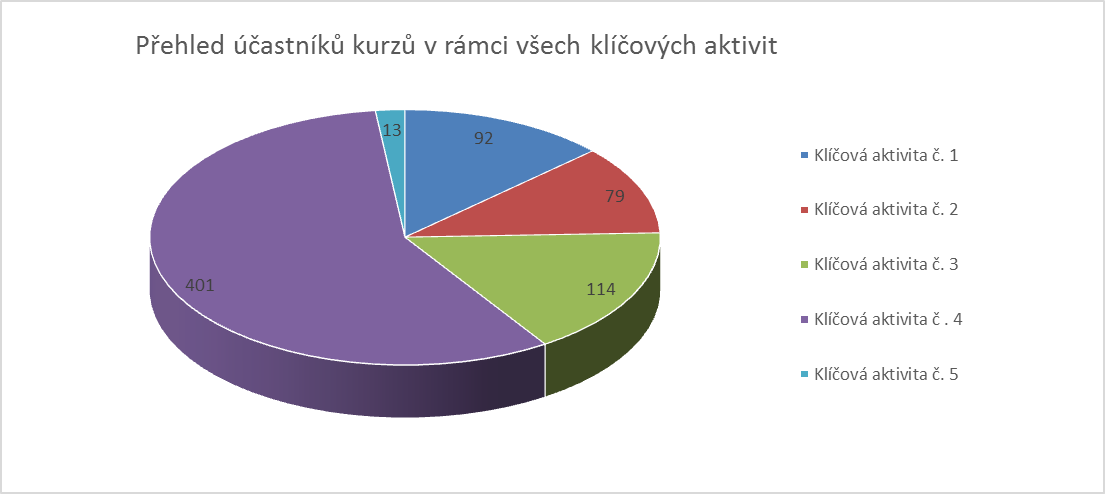 Přehled účastníků kurzů v rámci všech klíčových aktivit
13
92
79
114
401
Klíčová aktivita č. 1
Klíčová aktivita č. 2
Klíčová aktivita č. 3
Klíčová aktivita č . 4
Klíčová aktivita č. 5